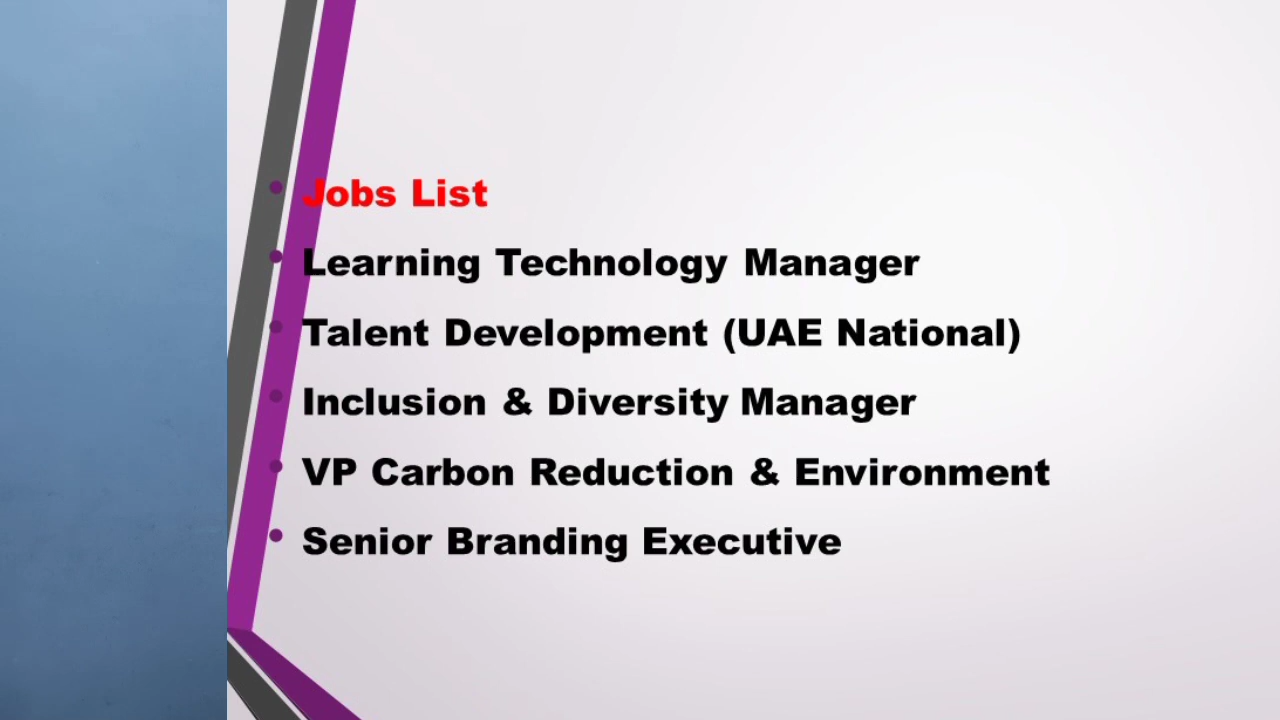 Jobs List
Learning Technology Manager
Talent Development (UAE National)
Inclusion & Diversity Manager
VP Carbon Reduction & Environment
Senior Branding Executive